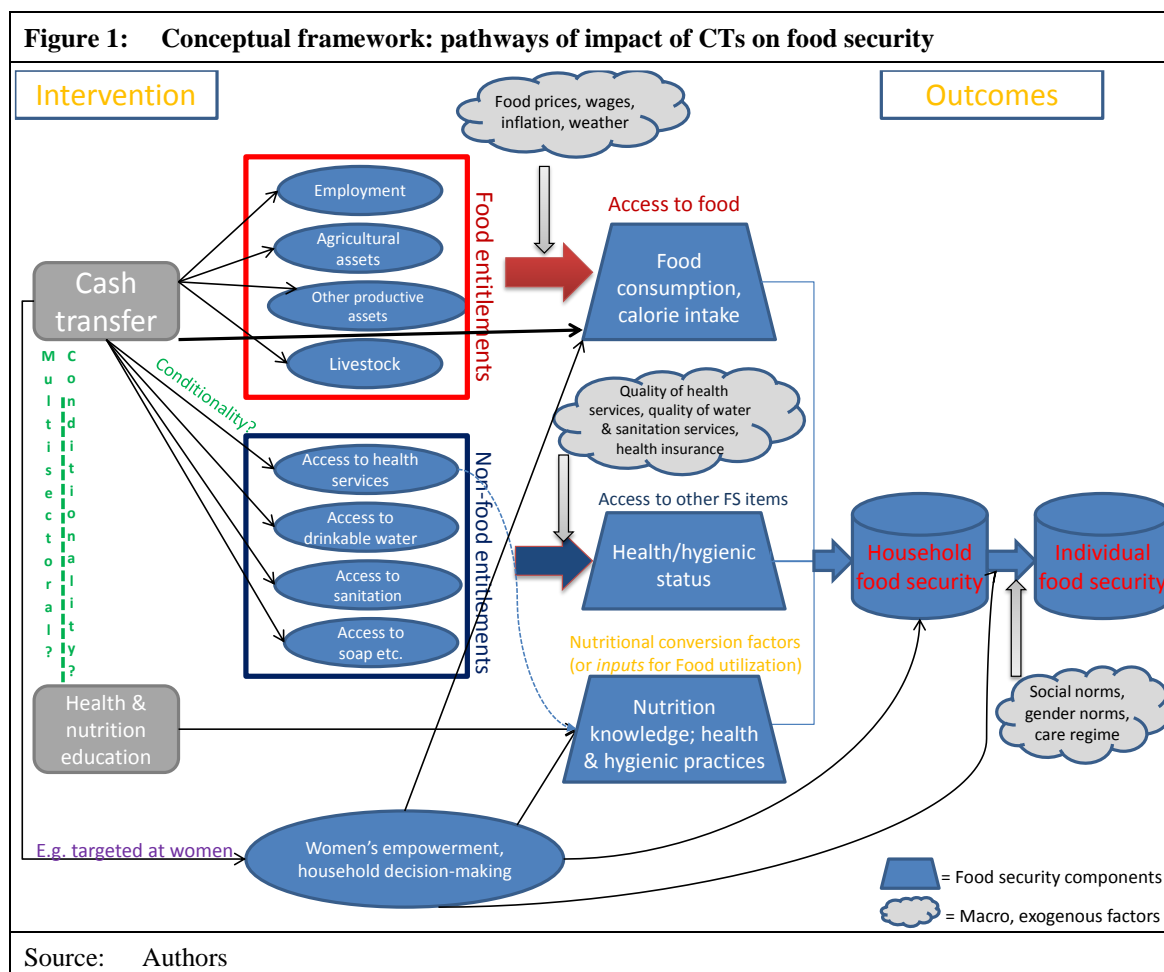 Figure 1: Conceptual framework: pathways of impact of CTs on food security
Intervention
Food prices, wages,
inflation, weather
Outcomes
Employment
Agricultural
assets
Other productive
assets
Livestock
Food entitlements
Access to food
Food
consumption,
calorie intake
Cash
transfer
Multisectoral?
Conditionality?
Conditionality?
Quality of health
services, quality of water
& sanitation services,
health insurance
Access to health
services
Access to
drinkable water
Access to
sanitation
Access to
soap etc.
Non-food entitlements
Access to other FS items
Health/hygienic
status
Household
food security
Individual
food security
Nutritional conversion factors
(or inputs for Food utilization)
Nutrition
knowledge; health
& hygienic practices
Health &
nutrition
education
Social norms,
gender norms,
care regime
E.g. targeted at women
Women's empowerment,
household decision-making
= Food security components
= Macro, exogenous factors
Source: Authors